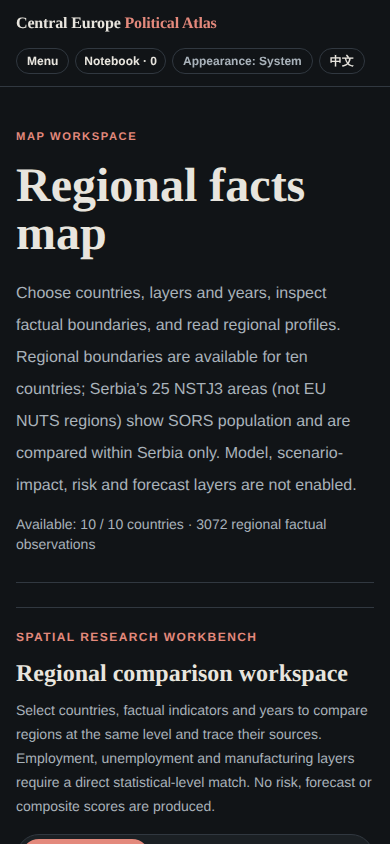 Central Europe Political Atlas
Menu
Notebook · 0
Appearance: System
中文
MAP WORKSPACE
Regional facts
map
Choose countries, layers and years, inspect
factual boundaries, and read regional profiles.
Regional boundaries are available for ten
countries; Serbia’s 25 NSTJ3 areas (not EU
NUTS regions) show SORS population and are
compared within Serbia only. Model, scenario-
impact, risk and forecast layers are not enabled.
Available: 10 / 10 countries · 3072 regional factual
observations
SPATIAL RESEARCH WORKBENCH
Regional comparison workspace
Select countries, factual indicators and years to compare
regions at the same level and trace their sources.
Employment, unemployment and manufacturing layers
require a direct statistical-level match. No risk, forecast or
composite scores are produced.